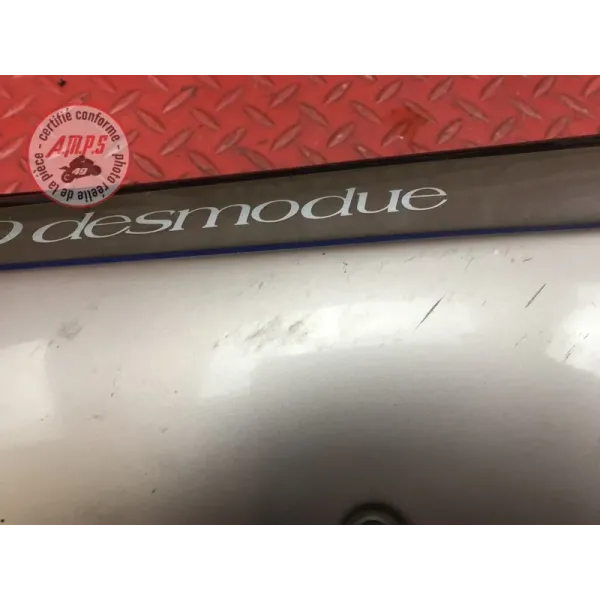 certifié conforme
A.M.P.S
49
photo réelle de la pièce
desmodue